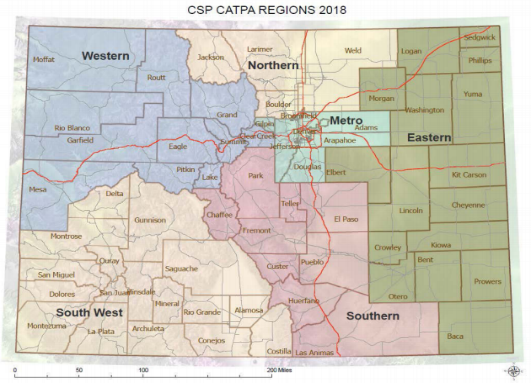 CSP CATPA REGIONS 2018
Sedgwick
Logan
Larimer
Weld
Jackson
Western
Moffat
Phillips
Northern
Routt
Yuma
Morgan
Boulder
Washington
Grand
Broomfield
Gilpin
Metro
Rio Blanco
Adams
Clear Creek
Denver
Eastern
Garfield
Arapahoe
Jefferson
Summit
Eagle
Douglas
Elbert
Kit Carson
Pitkin
Lake
Park
Mesa
Delta
Teller
Cheyenne
Lincoln
Chaffee
El Paso
Gunnison
Fremont
Montrose
Kiowa
Crowley
Ouray
Bent
Custer
Pueblo
Saguache
San Miguel
Prowers
Dolores
San Juan
Hinsdale
Otero
Huerfano
Mineral
Rio Grande
Alamosa
South West
Southern
Montezuma
La Plata
Archuleta
Baca
Conejos
Costilla
Las Animas
0 50 100 200 Miles